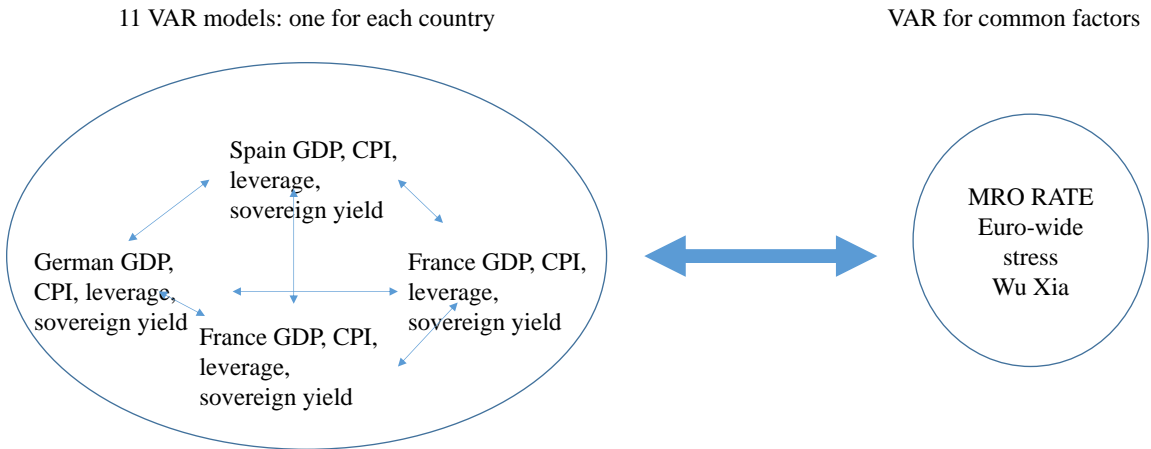 11 VAR models: one for each country
VAR for common factors
Spain GDP, CPI,
leverage,
sovereign yield
German GDP,
CPI, leverage,
sovereign yield
France GDP, CPI,
leverage,
sovereign yield
France GDP, CPI,
leverage,
sovereign yield
MRO RATE
Euro-wide
stress
Wu Xia